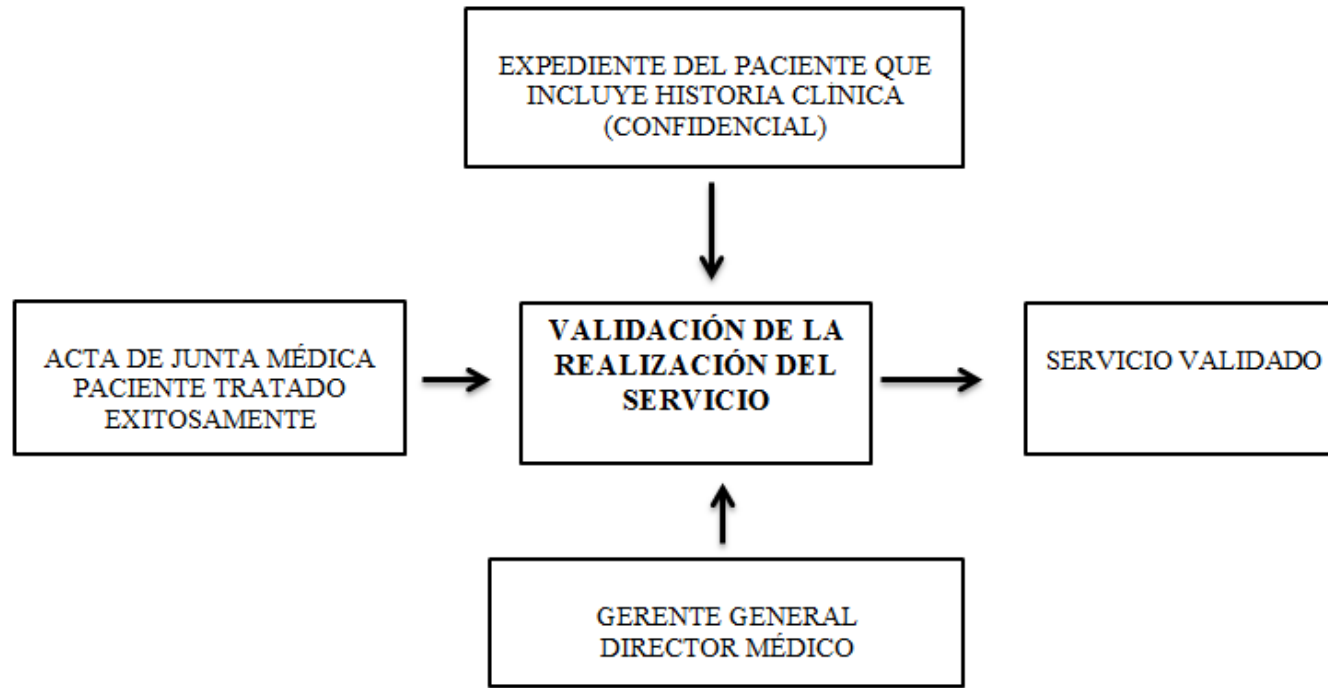 EXPEDIENTE DEL PACIENTE QUE
INCLUYE HISTORIA CLÍNICA
(CONFIDENCIAL)
ACTA DE JUNTA MÉDICA
PACIENTE TRATADO
EXITOSAMENTE
VALIDACIÓN DE LA
REALIZACIÓN DEL
SERVICIO
SERVICIO VALIDADO
GERENTE GENERAL
DIRECTOR MÉDICO